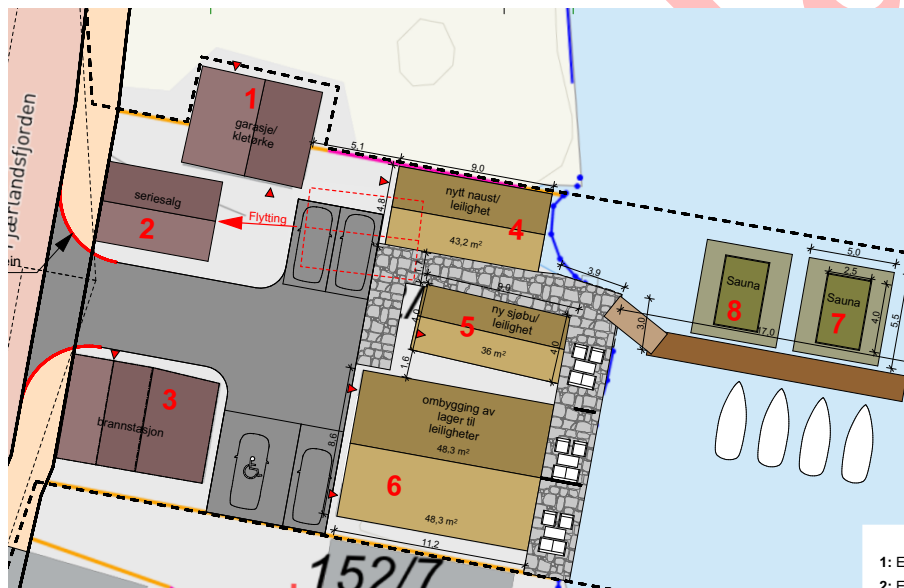 Fjærlandsfjorden
1
garasje/
kletørke
5,1
9,0
seriesalg
2
Flytting
4,8
nytt naust/
leilighet
4
43,2 m²
3,9
5,0
2,5
Sauna
8
Sauna
7
4,0
5,5
17,0
3,0
9,0
4,0
ny sjøbu/
leilighet
5
36 m²
4,0
1,6
3
brannstasjon
ombygging av
lager til
leiligheter
48,3 m²
8,6
6
48,3 m²
11,2
152/7
1: E
2: F